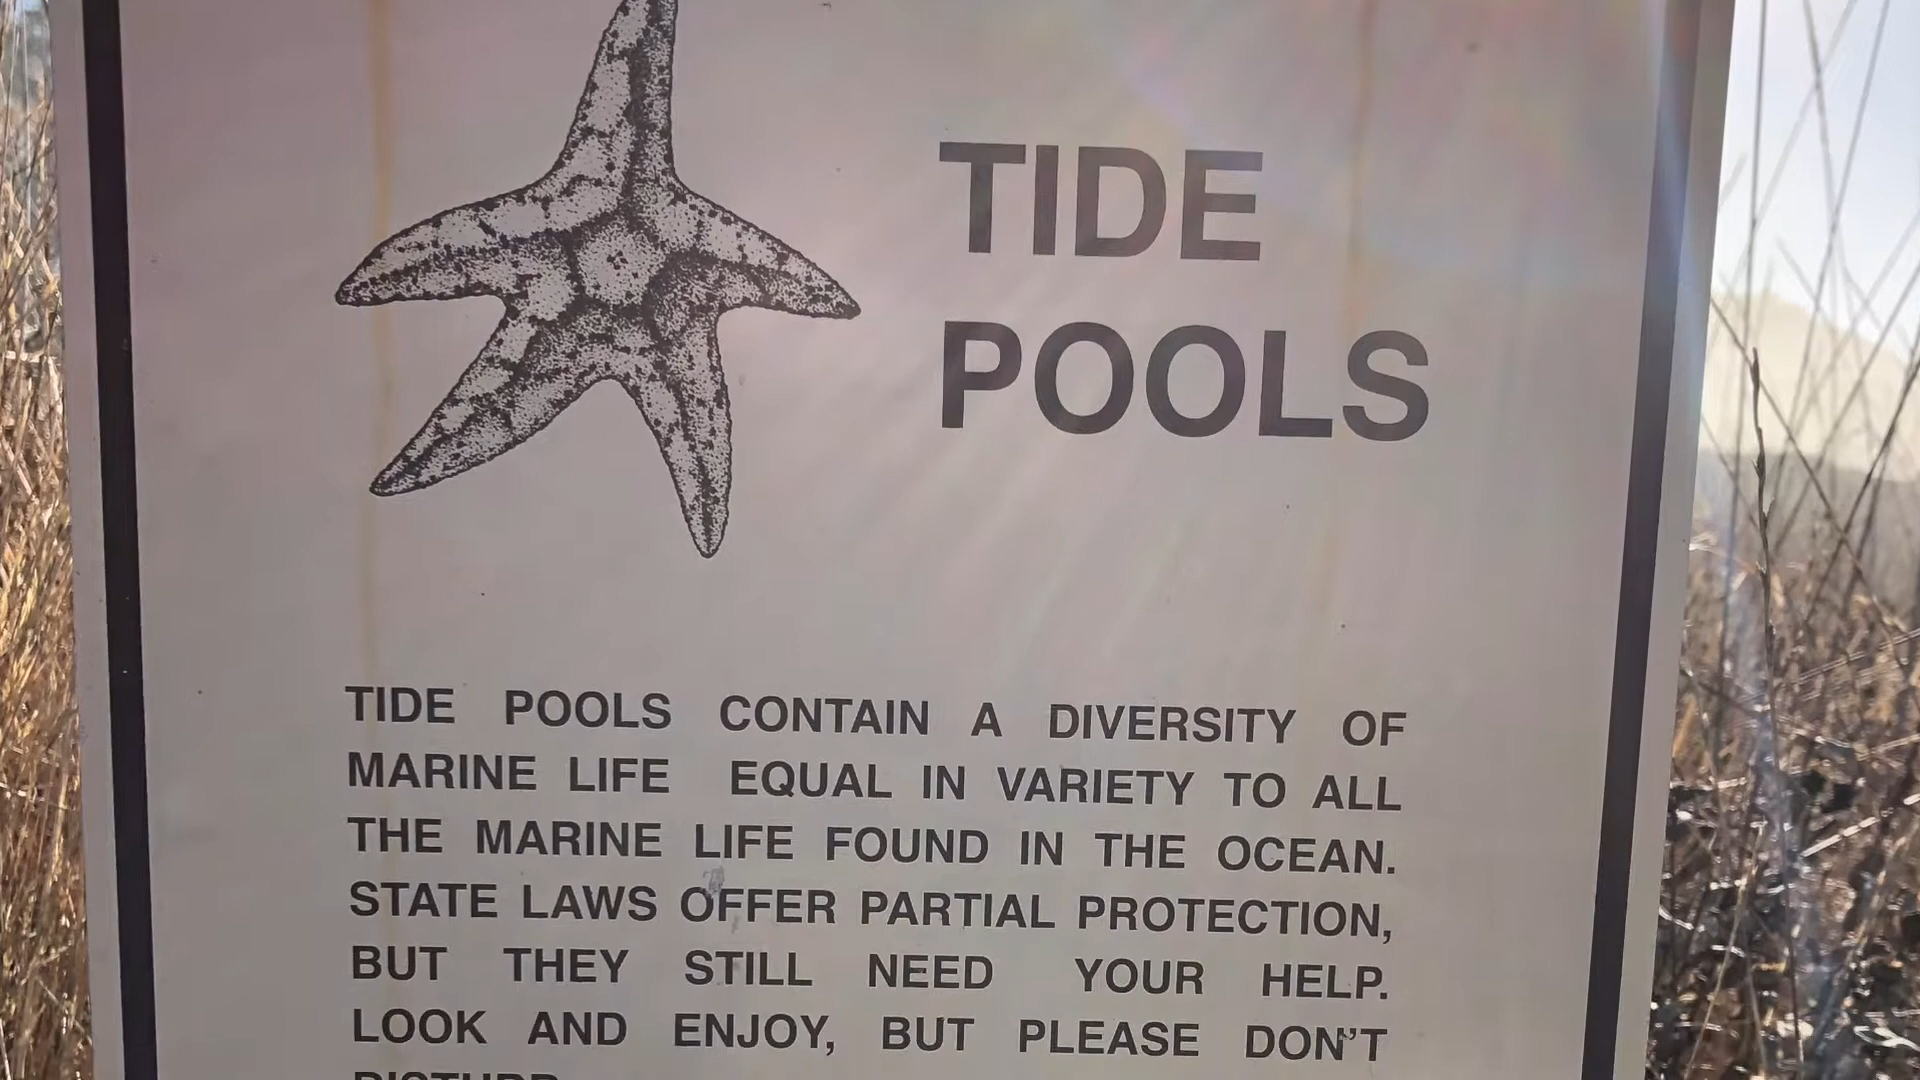 TIDE
POOLS
TIDE POOLS CONTAIN A DIVERSITY OF
MARINE LIFE EQUAL IN VARIETY TO ALL
THE MARINE LIFE FOUND IN THE OCEAN.
STATE LAWS OFFER PARTIAL PROTECTION,
BUT THEY STILL NEED YOUR HELP.
LOOK AND ENJOY, BUT PLEASE DON'T